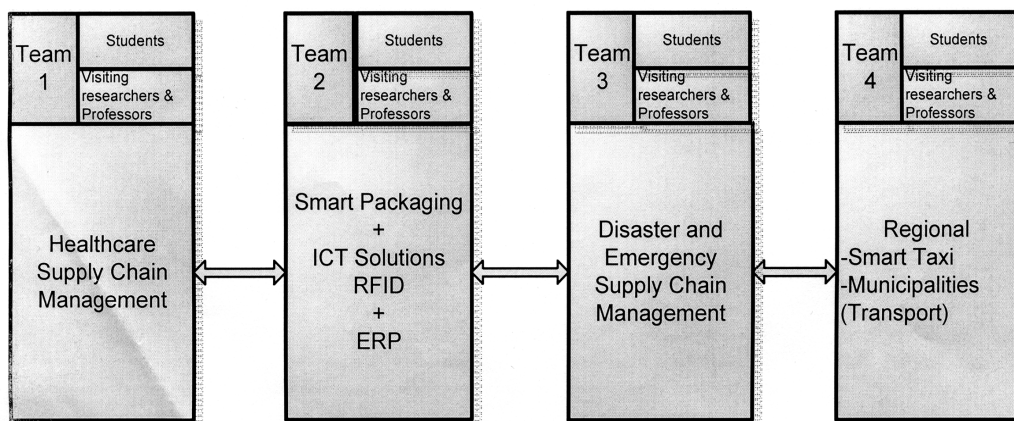 Team
1
Students
Visiting
researchers &
Professors
Healthcare
Supply Chain
Management
Team
2
Students
Visiting
researchers &
Professors
Smart Packaging
+
ICT Solutions
RFID
+
ERP
Team
3
Students
Visiting
researchers &
Professors
Disaster and
Emergency
Supply Chain
Management
Team
4
Students
Visiting
researchers &
Professors
Regional
-Smart Taxi
-Municipalities
(Transport)